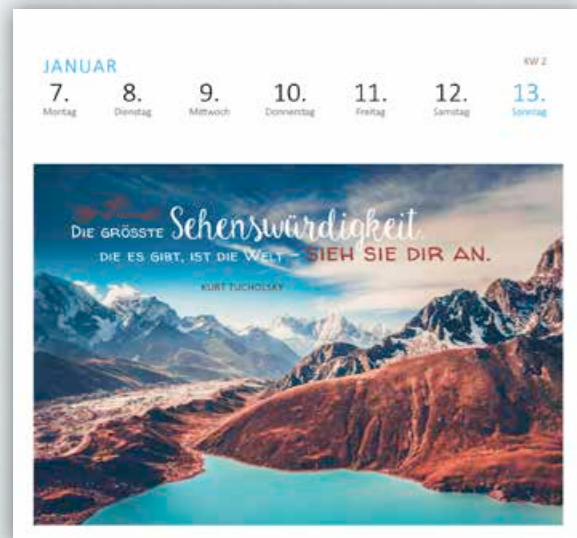 JANUAR
KW 2
7. 8. 9. 10. 11. 12. 13.
Montag Dienstag Mittwoch Donnerstag Freitag Samstag Sonntag
DIE GRÖSSTE Sehenswürdigkeit,
DIE ES GIBT, IST DIE WELT – SIEH SIE DIR AN.
KURT TUCHOLSKY